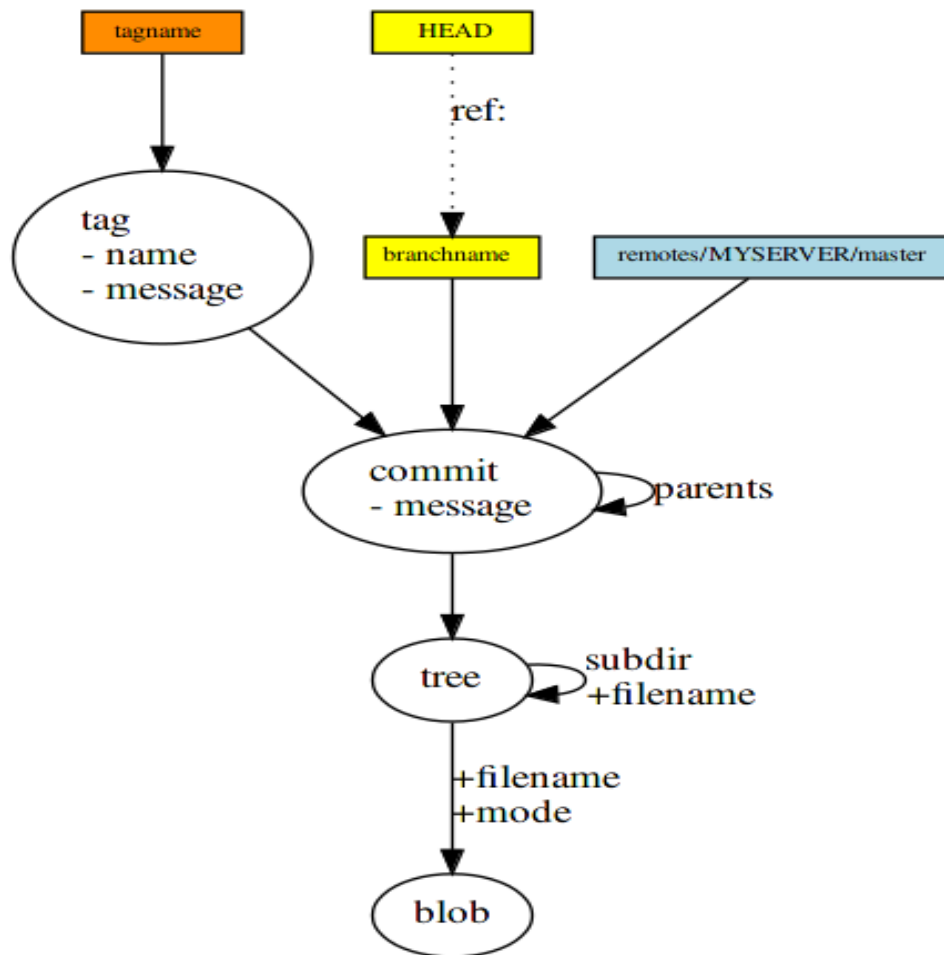 tagname
HEAD
ref:
tag
- name
- message
branchname
remotes/MYSERVER/master
commit
- message
parents
tree
subdir
+filename
+filename
+mode
blob